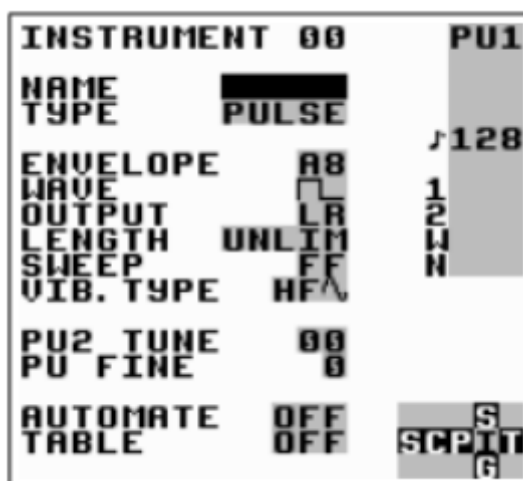 INSTRUMENT 00 PU1
NAME
TYPE PULSE
♪128
ENVELOPE A8
WAVE 1
OUTPUT LR 2
LENGTH UNLIM W
SWEEP FF N
VIB. TYPE HF
PU2 TUNE 00
PU FINE 0
AUTOMATE OFF S
TABLE OFF SCPIT
G